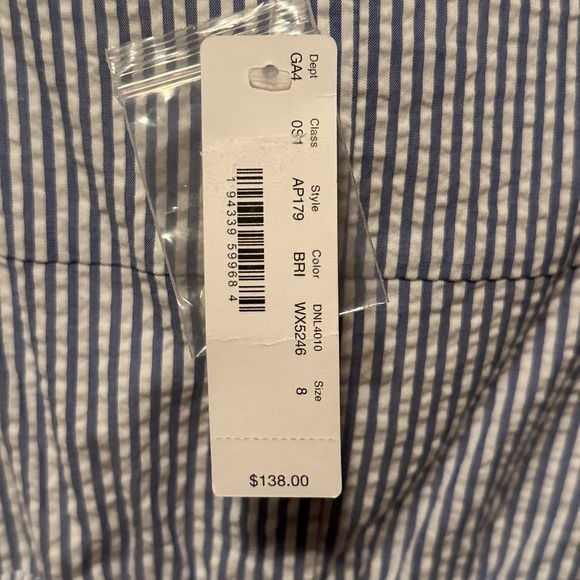 Dept Class Style Color DNL4010 Size
GA4 0S1 AP179 BRI WX5246 8
1 94339 59968 4
$138.00